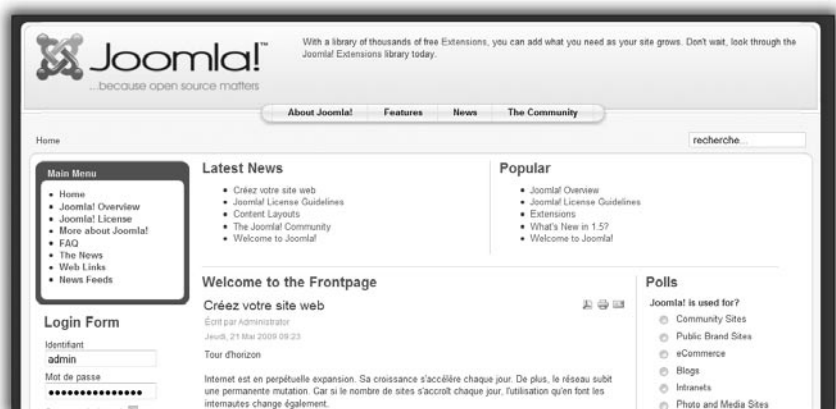 With a library of thousands of free Extensions, you can add what you need as your site grows. Don't wait, look through the
Joomla! Extensions library today.
Joomla!™
...because open source matters
About Joomla!
Features
News
The Community
Home
recherche...
Main Menu
Home
Joomla! Overview
Joomla! License
More about Joomla!
FAQ
The News
Web Links
News Feeds
Latest News
Créez votre site web
Joomla! License Guidelines
Content Layouts
The Joomla! Community
Welcome to Joomla!
Popular
Joomla! Overview
Joomla! License Guidelines
Extensions
What's New in 1.5?
Welcome to Joomla!
Login Form
Identifiant
admin
Mot de passe
Welcome to the Frontpage
Créez votre site web
Écrit par Administrator
Jeudi, 21 Mai 2009 09:23
Tour d'horizon
Internet est en perpétuelle expansion. Sa croissance s'accélère chaque jour. De plus, le réseau subit
une permanente mutation. Car si le nombre de sites s'accroît chaque jour, l'utilisation qu'en font les
internautes change également.
Polls
Joomla! is used for?
Community Sites
Public Brand Sites
eCommerce
Blogs
Intranets
Photo and Media Sites